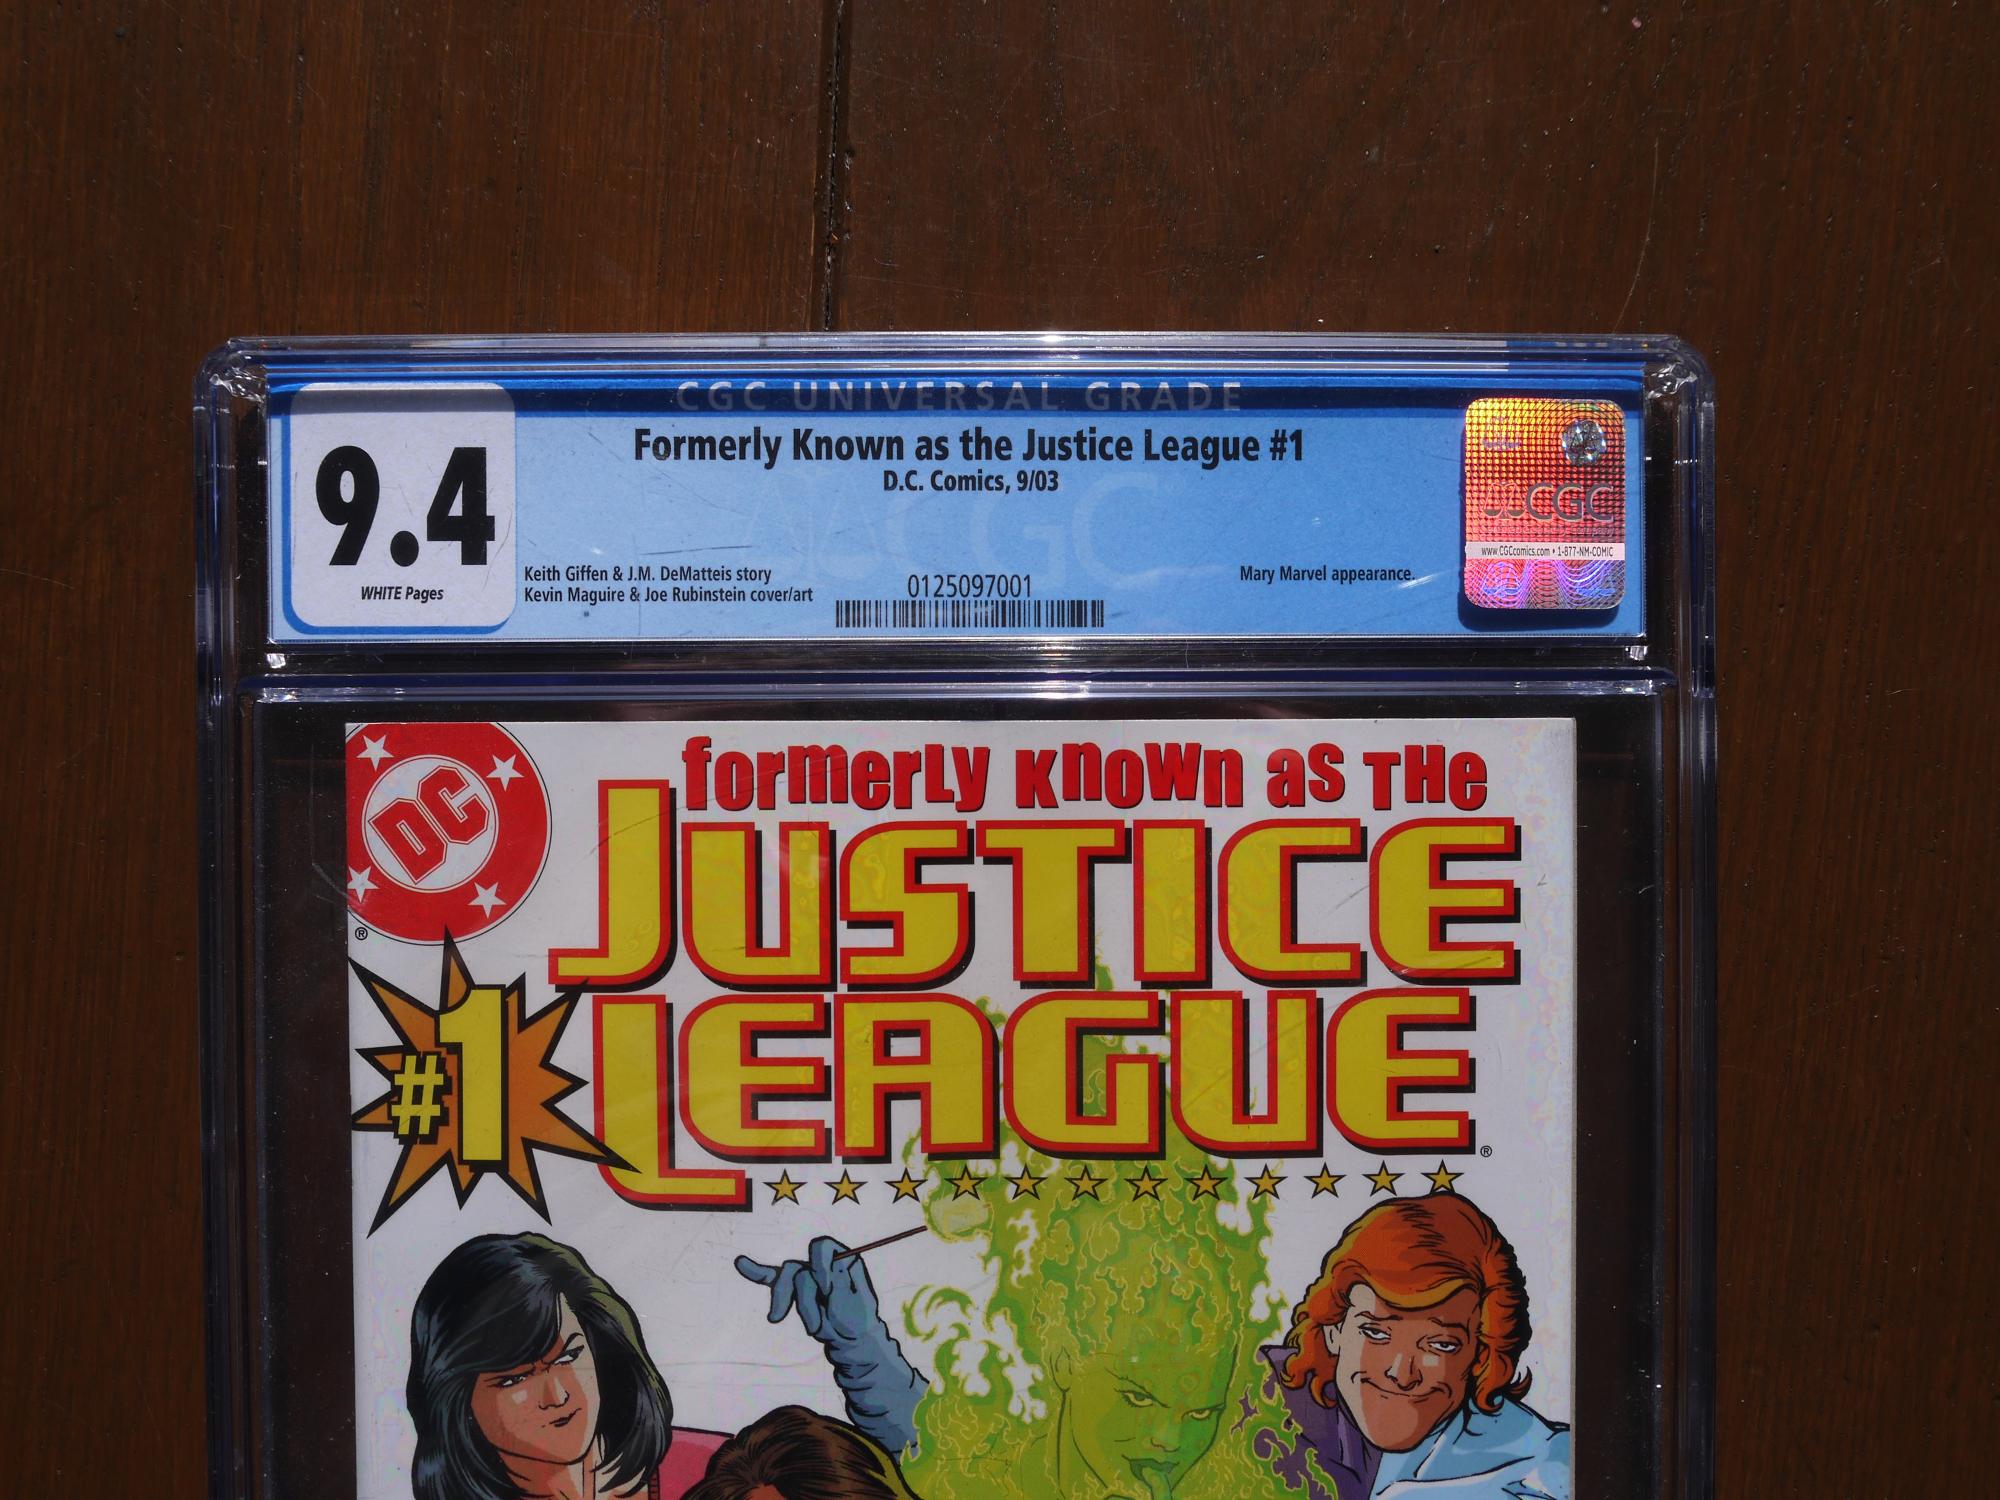 CGC UNIVERSAL GRADE
9.4
WHITE Pages
Formerly Known as the Justice League #1
D.C. Comics, 9/03
CGC
Keith Giffen & J.M. DeMatteis story
Kevin Maguire & Joe Rubinstein cover/art
0125097001
Mary Marvel appearance.
CGC
www.CGCcomics.com • 1-877-NM-COMIC
DC
®
formerly known as the
JUSTICE
LEAGUE
®
#1